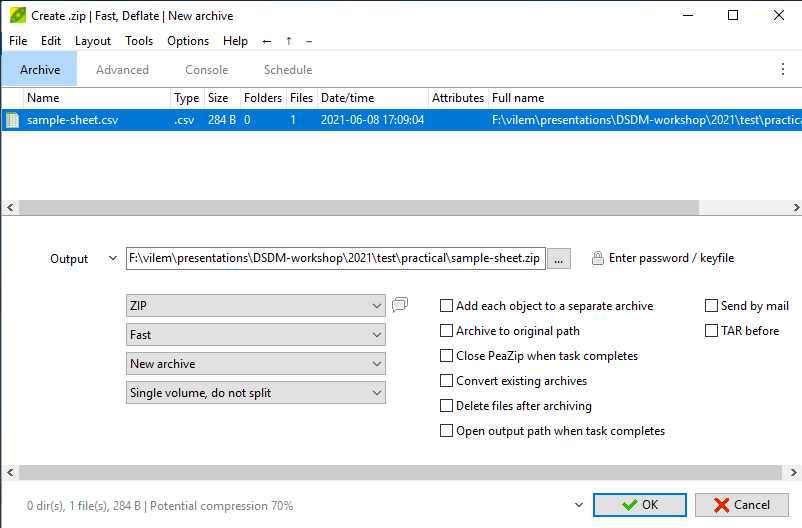 Create .zip | Fast, Deflate | New archive
File Edit Layout Tools Options Help
Archive Advanced Console Schedule
Name Type Size Folders Files Date/time Attributes Full name
sample-sheet.csv .csv 284 B 0 1 2021-06-08 17:09:04 F:\vilem\presentations\DSDM-workshop\2021\test\practica
Output F:\vilem\presentations\DSDM-workshop\2021\test\practical\sample-sheet.zip ... Enter password / keyfile
ZIP Add each object to a separate archive Send by mail
Fast Archive to original path TAR before
New archive Close PeaZip when task completes
Single volume, do not split Convert existing archives
Delete files after archiving
Open output path when task completes
0 dir(s), 1 file(s), 284 B | Potential compression 70% OK Cancel